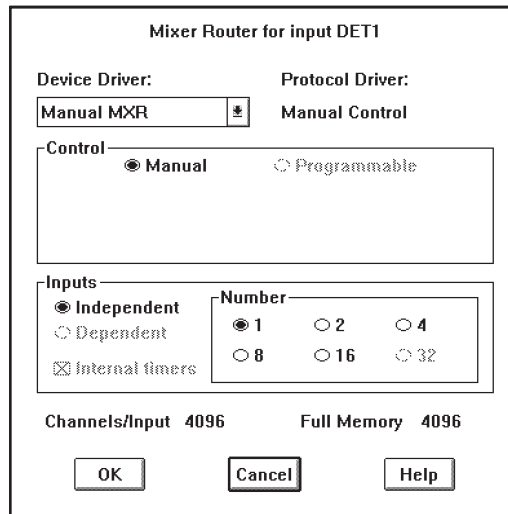 Mixer Router for input DET1
Device Driver: Protocol Driver:
Manual MXR Manual Control
Control
Manual Programmable
Inputs
Independent
Dependent
Internal timers
Number
1 2 4
8 16 32
Channels/Input 4096 Full Memory 4096
OK Cancel Help